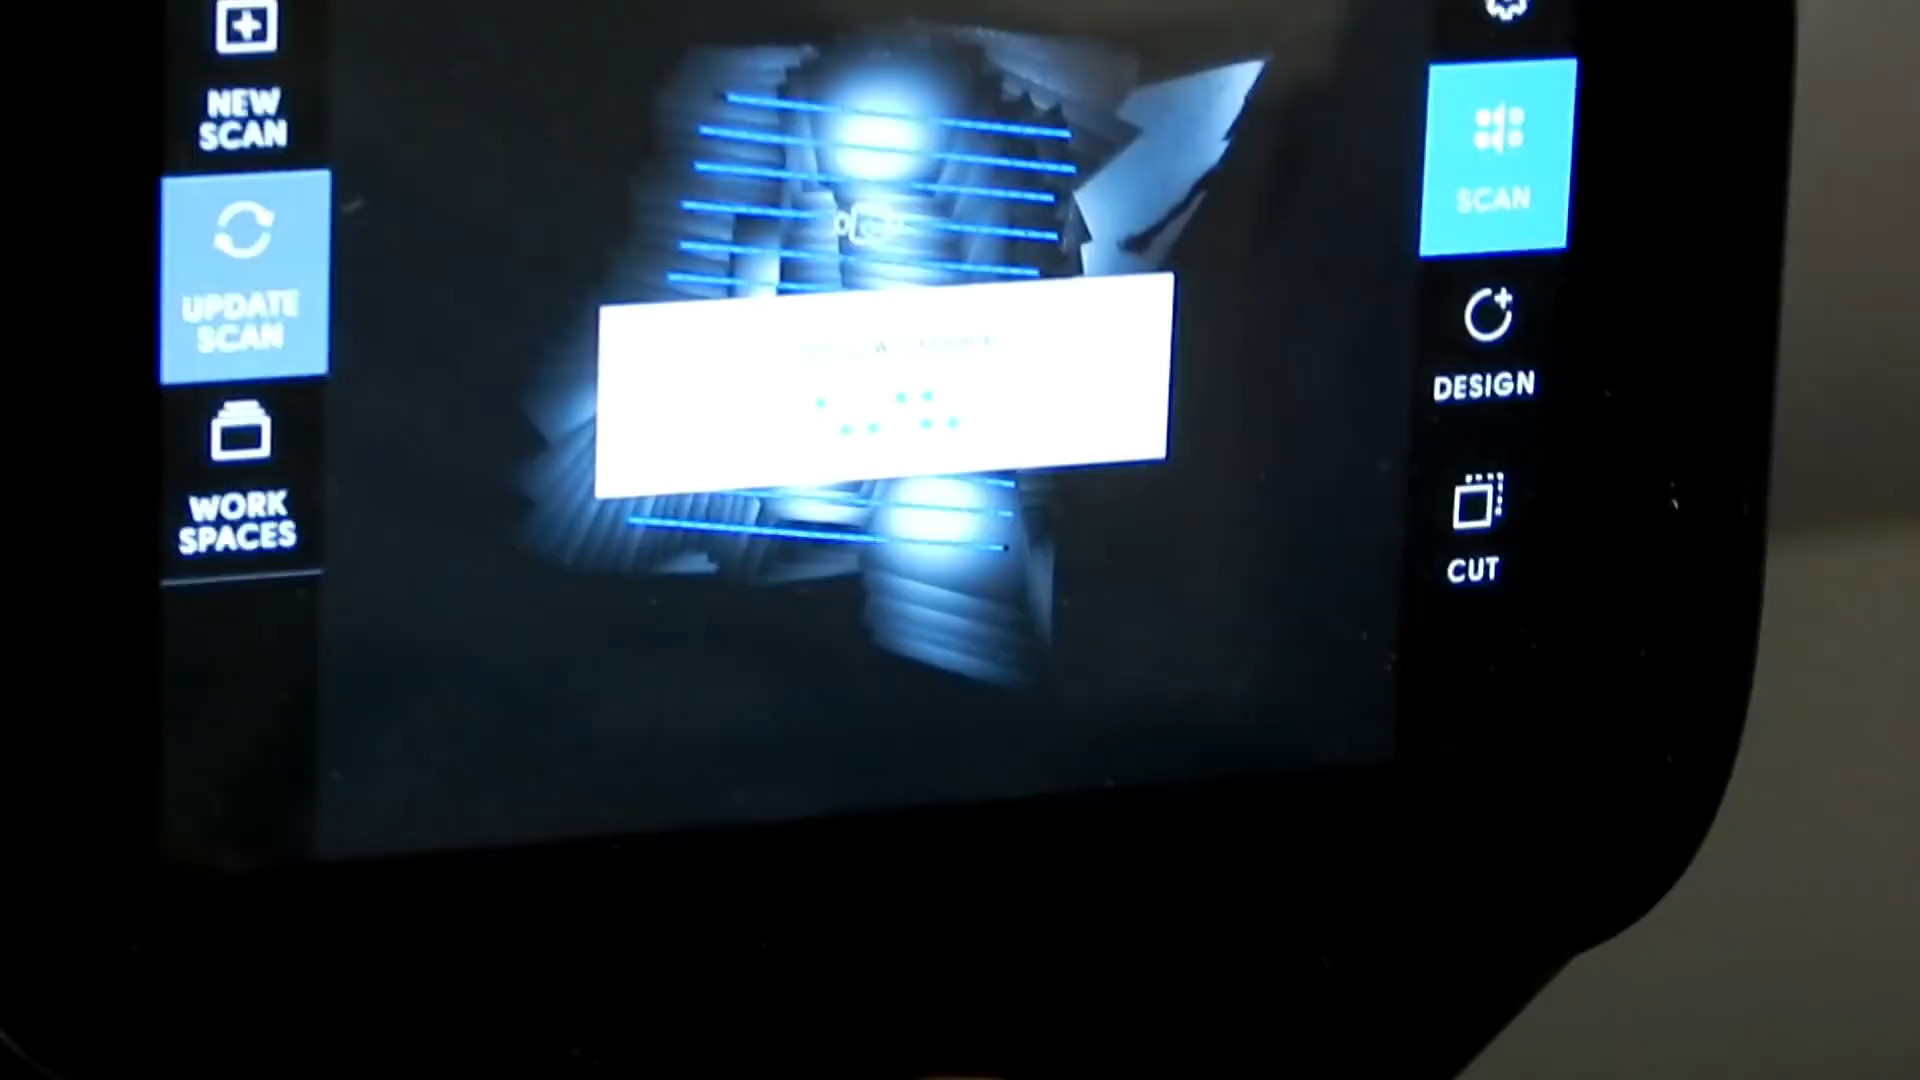 NEW
SCAN
UPDATE
SCAN
WORK
SPACES
SCAN
DESIGN
CUT